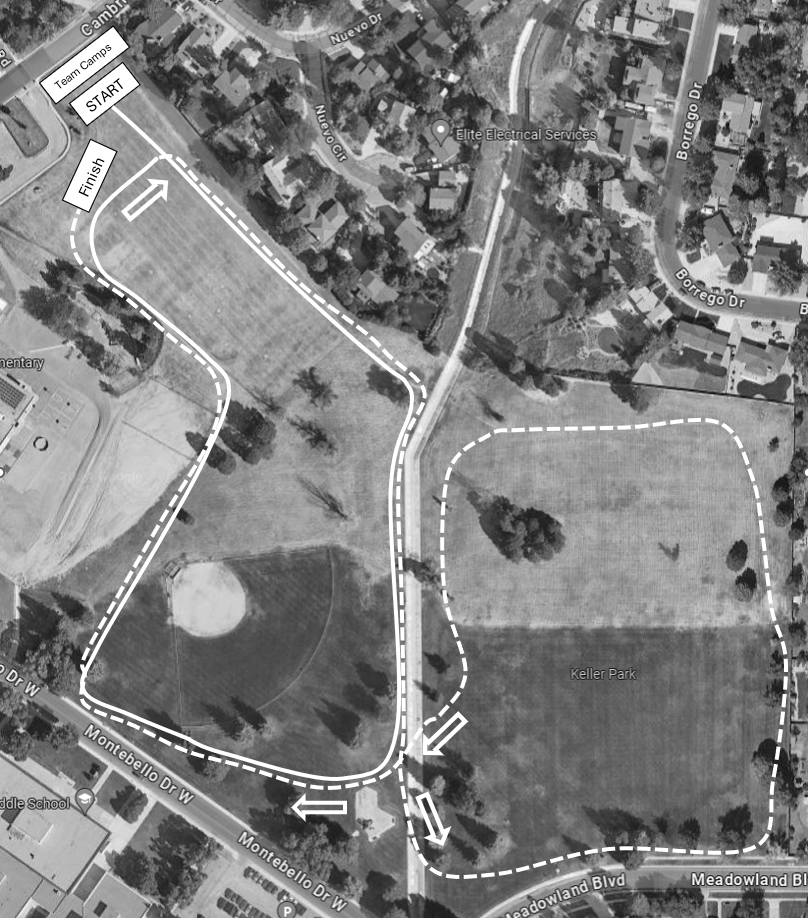 Cambri
Team Camps
START
Finish
Nuevo Dr
Nuevo Cir
Elite Electrical Services
Borrego Dr
Borrego Dr
B
mentary
Keller Park
o Dr W
Montebello Dr W
ddle School
Montebello Dr W
P
Meadowland Blvd
Meadowland Bl